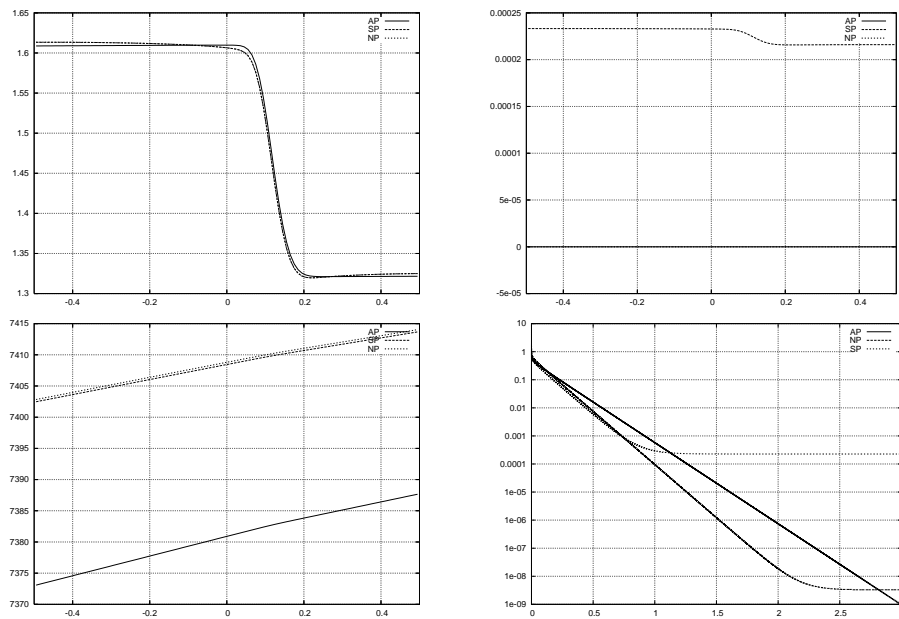 1.65
1.6
1.55
1.5
1.45
1.4
1.35
1.3
-0.4
-0.2
0
0.2
0.4
AP
SP
NP
0.00025
0.0002
0.00015
0.0001
5e-05
0
-5e-05
-0.4
-0.2
0
0.2
0.4
AP
SP
NP
7415
7410
7405
7400
7395
7390
7385
7380
7375
7370
-0.4
-0.2
0
0.2
0.4
AP
SP
NP
10
1
0.1
0.01
0.001
0.0001
1e-05
1e-06
1e-07
1e-08
1e-09
0
0.5
1
1.5
2
2.5
AP
NP
SP